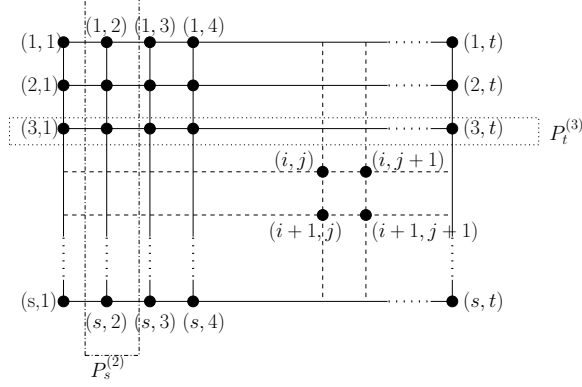 (1, 1) (1, 2) (1, 3) (1, 4) (1, t)
(2,1) (2, t)
(3,1) (3, t) P_t^{(3)}
(i, j) (i, j + 1)
(i+1, j) (i+1, j + 1)
(s,1) (s, 2) (s, 3) (s, 4) (s, t)
P_s^{(2)}